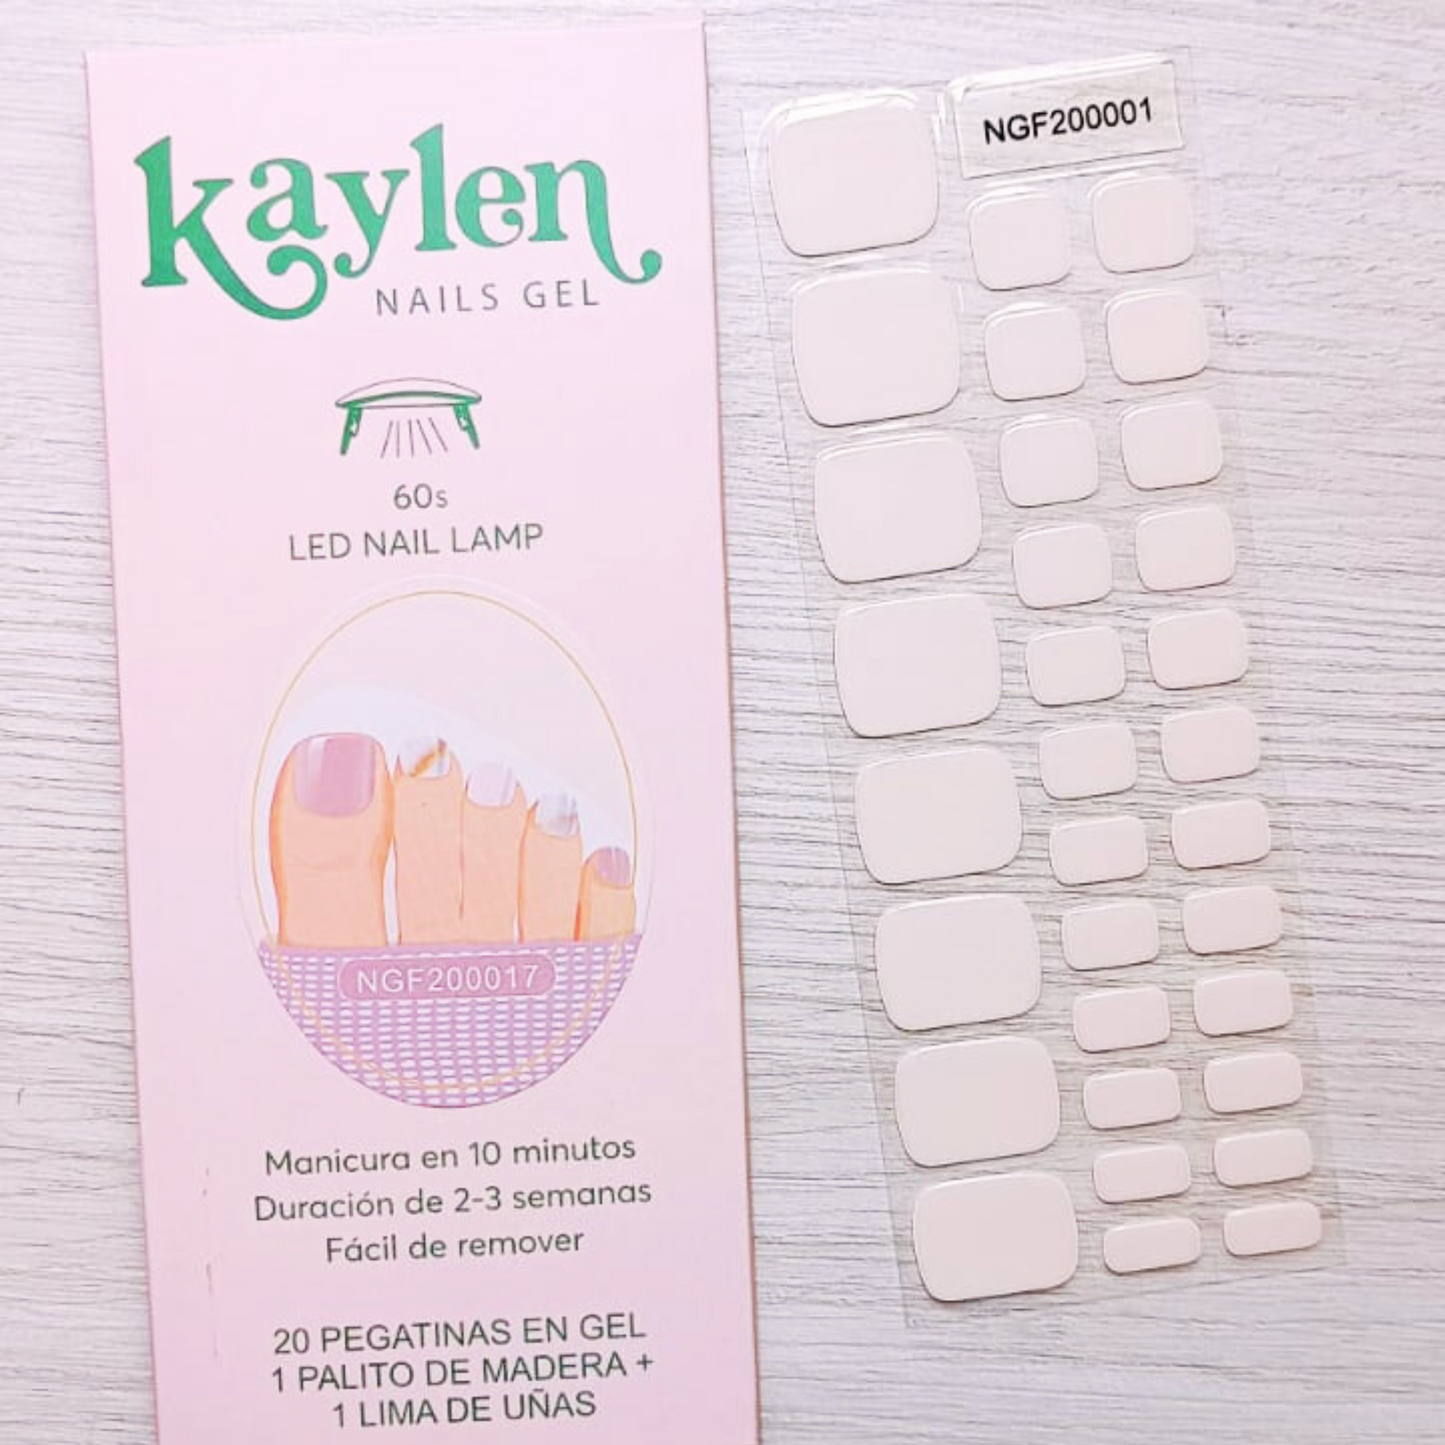 kaylen
NAILS GEL
60s
LED NAIL LAMP
NGF200017
Manicura en 10 minutos
Duración de 2-3 semanas
Fácil de remover
20 PEGATINAS EN GEL
1 PALITO DE MADERA +
1 LIMA DE UÑAS
NGF200001